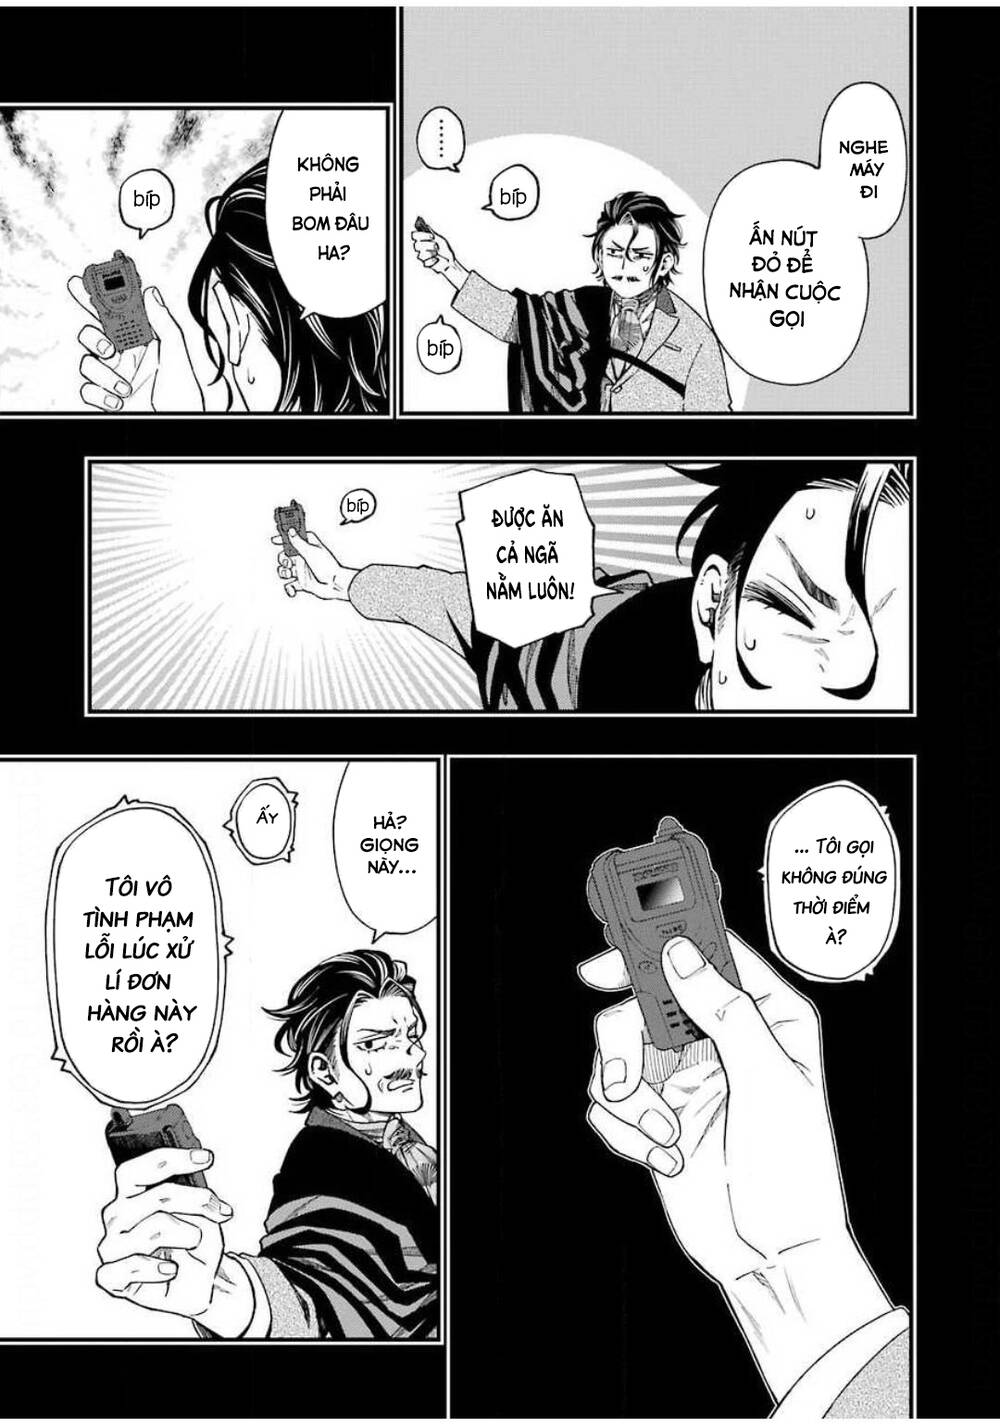 NGHE
MÁY
ĐI
ẤN NÚT
ĐỎ ĐỂ
NHẬN CUỘC
GỌI
........
bíp
bíp
KHÔNG
PHẢI
BOM ĐÂU
HA?
bíp
bíp
ĐƯỢC ĂN
CẢ NGÃ
NẰM LUÔN!
... TÔI GỌI
KHÔNG ĐÚNG
THỜI ĐIỂM
À?
HẢ?
GIỌNG
NÀY...
ẤY
TÔI VÔ
TÌNH PHẠM
LỖI LÚC XỬ
LÍ ĐƠN
HÀNG NÀY
RỒI À?